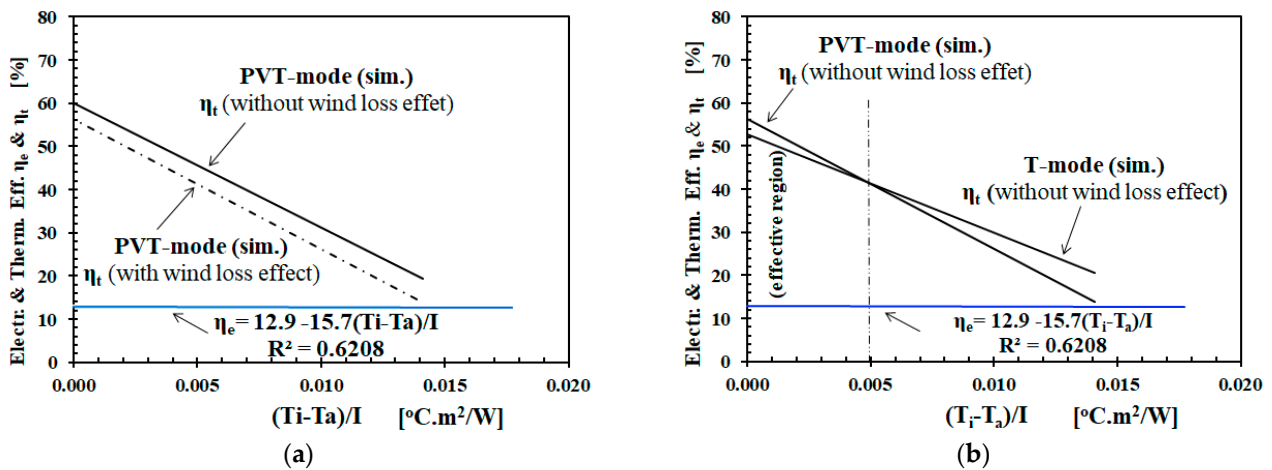 Electr. & Therm. Eff. ηe & ηt [%]
80
70
60
50
40
30
20
10
0
PVT-mode (sim.)
ηt (without wind loss effet)
PVT-mode (sim.)
ηt (with wind loss effect)
ηe= 12.9 -15.7(Ti-Ta)/I
R² = 0.6208
0.000 0.005 0.010 0.015 0.020
(Ti-Ta)/I [°C.m²/W]
(a)
Electr. & Therm. Eff. ηe & ηt [%]
80
70
60
50
40
30
20
10
0
PVT-mode (sim.)
ηt (without wind loss effet)
(effective region)
T-mode (sim.)
ηt (without wind loss effect)
ηe= 12.9 -15.7(Ti-Ta)/I
R² = 0.6208
0.000 0.005 0.010 0.015 0.020
(Ti-Ta)/I [°C.m²/W]
(b)